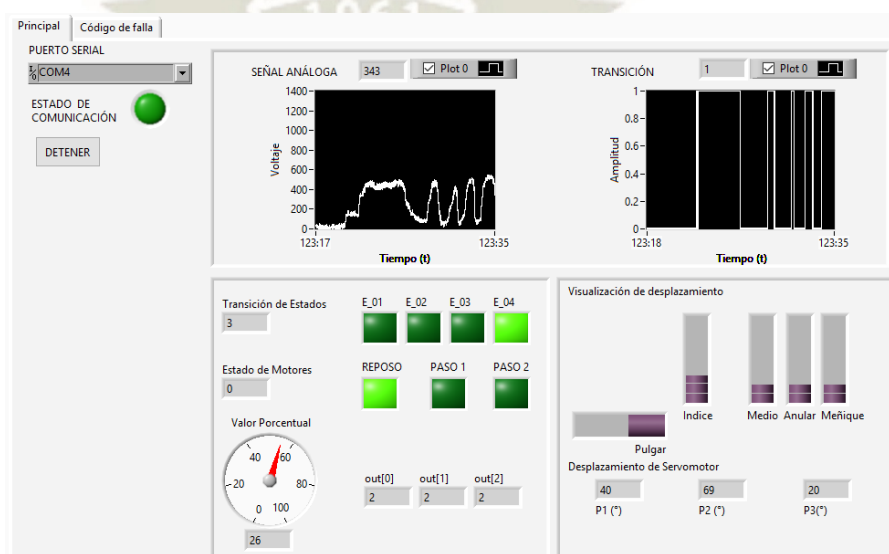 Principal Código de falla
PUERTO SERIAL
COM4
ESTADO DE
COMUNICACIÓN
DETENER
SEÑAL ANÁLOGA 343 Plot 0
1400
1200
1000
800
600
400
200
0
Voltaje
123:17 123:35
Tiempo (t)
TRANSICIÓN 1 Plot 0
1
0.8
0.6
0.4
0.2
0
Amplitud
123:18 123:35
Tiempo (t)
Transición de Estados
3
E_01 E_02 E_03 E_04
Estado de Motores
0
REPOSO PASO 1 PASO 2
Valor Porcentual
40 60
20 80
0 100
26
out[0] out[1] out[2]
2 2 2
Visualización de desplazamiento
Indice Medio Anular Meñique
Pulgar
Desplazamiento de Servomotor
40 69 20
P1 (°) P2 (°) P3(°)